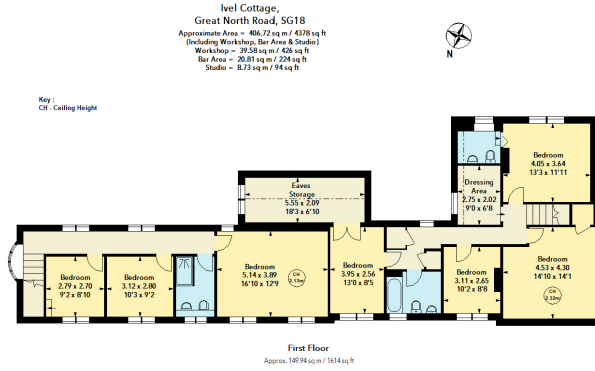 Ivel Cottage,
Great North Road, SG18
Approximate Area = 406.72 sq m / 4378 sq ft
(Including Workshop, Bar Area & Studio)
Workshop = 39.58 sq m / 426 sq ft
Bar Area = 20.81 sq m / 224 sq ft
Studio = 8.73 sq m / 94 sq ft
N
Key :
CH - Ceiling Height
Bedroom
4.05 x 3.64
13'3 x 11'11
Eaves
Storage
5.55 x 2.09
18'3 x 6'10
Dressing
Area
2.75 x 2.02
9'0 x 6'8
Bedroom
2.79 x 2.70
9'2 x 8'10
Bedroom
3.12 x 2.80
10'3 x 9'2
Bedroom
5.14 x 3.89
16'10 x 12'9
CH
2.13m
Bedroom
3.95 x 2.56
13'0 x 8'5
Bedroom
3.11 x 2.65
10'2 x 8'8
Bedroom
4.53 x 4.30
14'10 x 14'1
CH
2.32m
First Floor
Approx. 149.94 sq m / 1614 sq ft